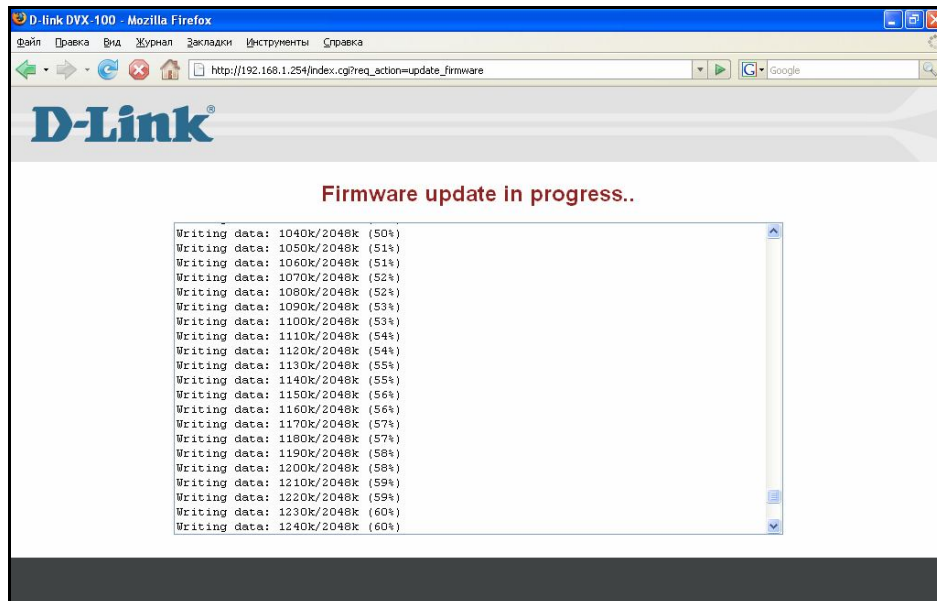 D-link DVX-100 - Mozilla Firefox
Файл Правка Вид Журнал Закладки Инструменты Справка
http://192.168.1.254/index.cgi?req_action=update_firmware
G Google
D-Link®
Firmware update in progress..
Writing data: 1040k/2048k (50%)
Writing data: 1050k/2048k (51%)
Writing data: 1060k/2048k (51%)
Writing data: 1070k/2048k (52%)
Writing data: 1080k/2048k (52%)
Writing data: 1090k/2048k (53%)
Writing data: 1100k/2048k (53%)
Writing data: 1110k/2048k (54%)
Writing data: 1120k/2048k (54%)
Writing data: 1130k/2048k (55%)
Writing data: 1140k/2048k (55%)
Writing data: 1150k/2048k (56%)
Writing data: 1160k/2048k (56%)
Writing data: 1170k/2048k (57%)
Writing data: 1180k/2048k (57%)
Writing data: 1190k/2048k (58%)
Writing data: 1200k/2048k (58%)
Writing data: 1210k/2048k (59%)
Writing data: 1220k/2048k (59%)
Writing data: 1230k/2048k (60%)
Writing data: 1240k/2048k (60%)